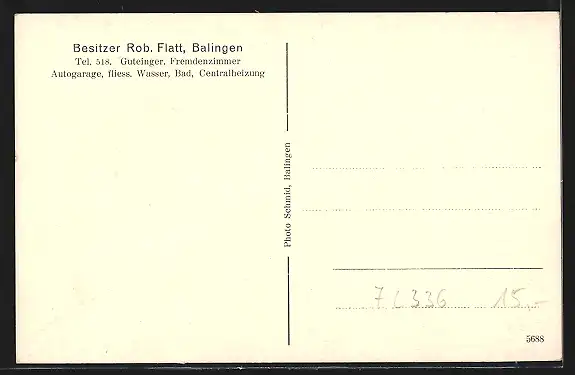 Besitzer Rob. Flatt, Balingen
Tel. 518, Guteinger. Fremdenzimmer
Autogarage, fliess. Wasser, Bad, Centralheizung
Photo Schmid, Balingen
7L336 15,-
5688